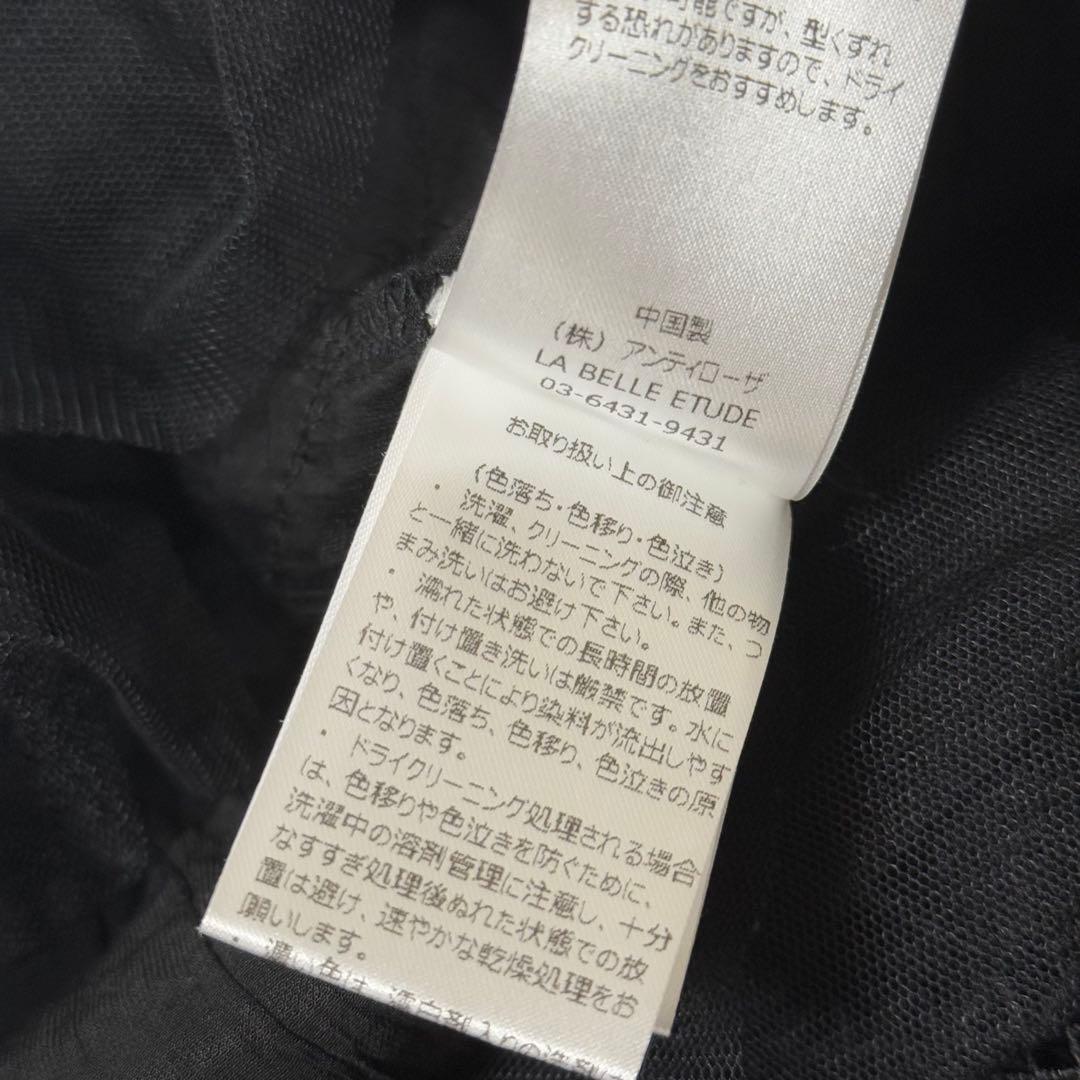 能ですが、型くずれ
する恐れがありますので、ドライ
クリーニングをおすすめします。
中国製
(株) アンティローザ
LA BELLE ETUDE
03-6431-9431
お取り扱い上の御注意
(色落ち・色移り・色泣き)
・ 洗濯、クリーニングの際、他の物
と一緒に洗わないで下さい。また、つ
まみ洗いはお避け下さい。
・ 濡れた状態での長時間の放置
や、付け置き洗いは厳禁です。水に
付け置くことにより染料が流出しやす
くなり、色落ち、色移り、色泣きの原
因となります。
・ ドライクリーニング処理される場合
は、色移りや色泣きを防ぐために、
洗濯中の溶剤管理に注意し、十分
なすすぎ処理後ぬれた状態での放
置は避け、速やかな乾燥処理をお
願いします。
・ 濃い色は、漂白剤入りの洗剤